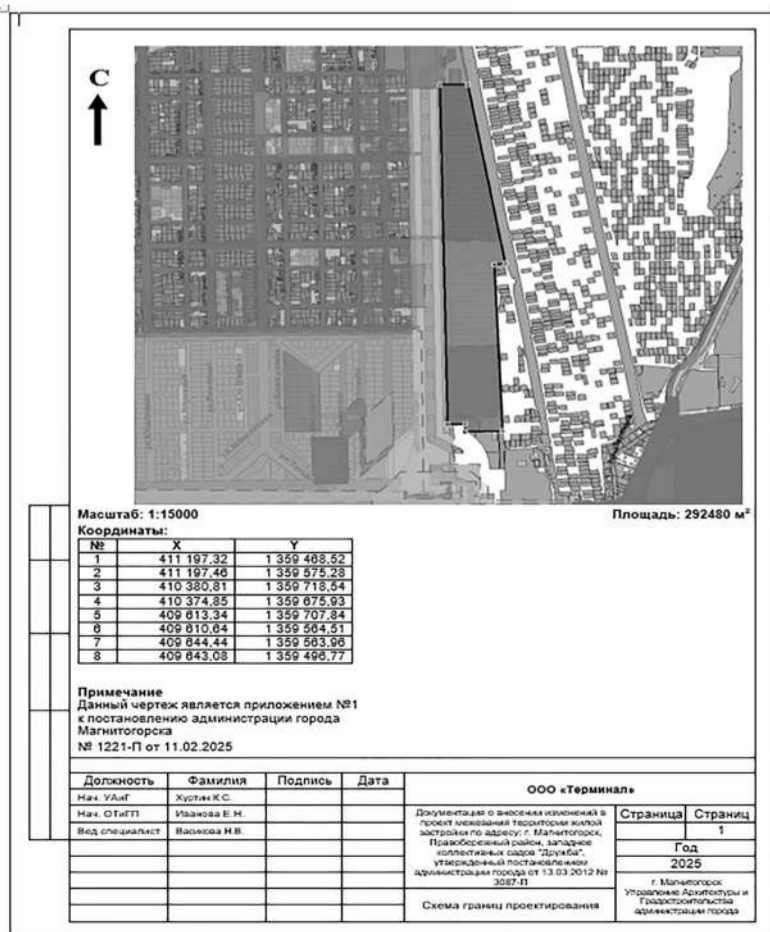 С
Масштаб: 1:15000
Площадь: 292480 м²
Координаты:
№ X Y
1 411 197,32 1 359 468,52
2 411 197,46 1 359 575,28
3 410 380,81 1 359 718,54
4 410 374,85 1 359 675,93
5 409 613,34 1 359 707,84
6 409 610,64 1 359 564,51
7 409 644,44 1 359 563,96
8 409 643,08 1 359 496,77
Примечание
Данный чертеж является приложением №1
к постановлению администрации города
Магнитогорска
№ 1221-П от 11.02.2025
Должность Фамилия Подпись Дата
Нач. УАиГ Хуртин К.С.
Нач. ОТиГП Иванова Е.Н.
Вед специалист Васикова Н.В.
ООО «Терминал»
Документация о внесении изменений в
проект межевания территории жилой
застройки по адресу: г. Магнитогорск,
Правобережный район, западнее
коллективных садов "Дружба",
утвержденный постановлением
администрации города от 13.03.2012 №
3087-П
Страница Страниц
1
Год
2025
Схема границ проектирования
г. Магнитогорск
Управление Архитектуры и
Градостроительства
администрации города